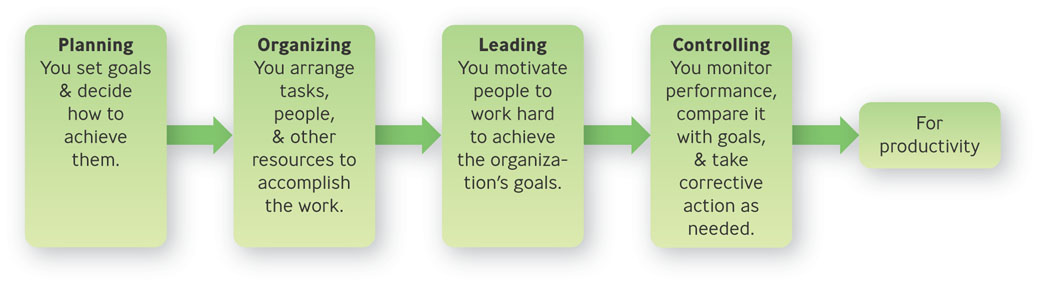 Planning
You set goals
& decide
how to
achieve
them.
Organizing
You arrange
tasks,
people,
& other
resources to
accomplish
the work.
Leading
You motivate
people to
work hard
to achieve
the organiza-
tion's goals.
Controlling
You monitor
performance,
compare it
with goals,
& take
corrective
action as
needed.
For
productivity